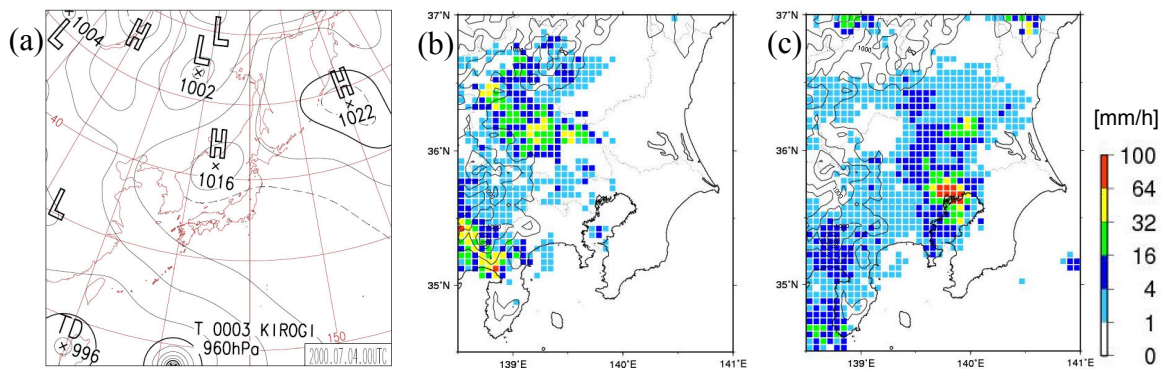 (a)
1004
L
H
L
L
1002
H
1022
40
H
1016
L
TD
996
T 0003 KIROGI
960hPa
150
2000.07.04.00UTC
(b)
37°N
36°N
35°N
139°E
140°E
141°E
(c)
37°N
36°N
35°N
1000
139°E
140°E
141°E
[mm/h]
100
64
32
16
4
1
0